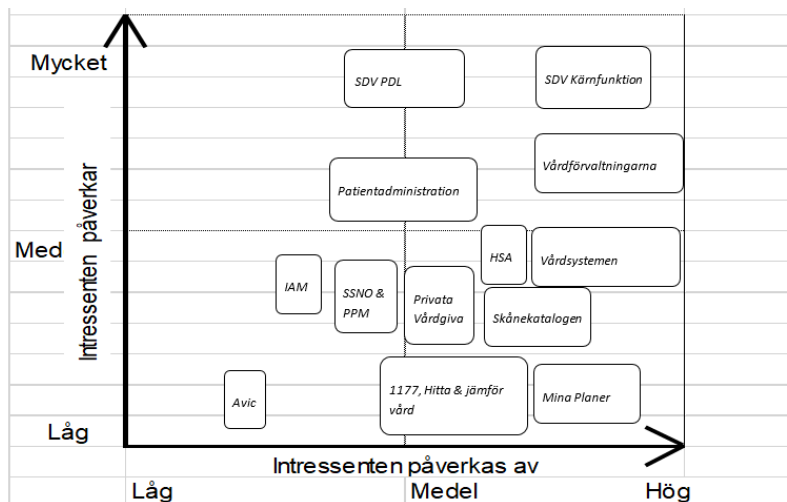 Mycket
SDV PDL
SDV Kärnfunktion
Vårdförvaltningarna
Patientadministration
Intressenten påverkar
Med
HSA
Vårdsystemen
IAM
SSNO &
PPM
Privata
Vårdgiva
Skånekatalogen
Avic
1177, Hitta & jämför
vård
Mina Planer
Låg
Intressenten påverkas av
Låg
Medel
Hög